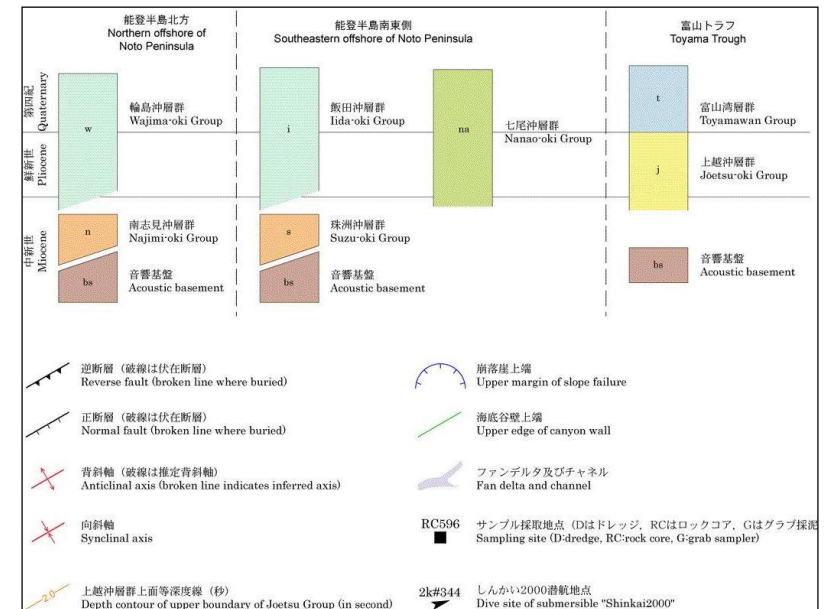 能登半島北方
Northern offshore of
Noto Peninsula
能登半島南東側
Southeastern offshore of Noto Peninsula
富山トラフ
Toyama Trough
第四紀
Quaternary
鮮新世
Pliocene
中新世
Miocene
w
輪島沖層群
Wajima-oki Group
i
飯田沖層群
Iida-oki Group
na
七尾沖層群
Nanao-oki Group
t
富山湾層群
Toyamawan Group
j
上越沖層群
Joetsu-oki Group
n
南志見沖層群
Najimi-oki Group
s
珠洲沖層群
Suzu-oki Group
bs
音響基盤
Acoustic basement
bs
音響基盤
Acoustic basement
bs
音響基盤
Acoustic basement
逆断層（破線は伏在断層）
Reverse fault (broken line where buried)
崩落崖上端
Upper margin of slope failure
正断層（破線は伏在断層）
Normal fault (broken line where buried)
海底谷壁上端
Upper edge of canyon wall
背斜軸（破線は推定背斜軸）
Anticlinal axis (broken line indicates inferred axis)
ファンデルタ及びチャネル
Fan delta and channel
向斜軸
Synclinal axis
RC596
サンプル採取地点（Dはドレッジ，RCはロックコア，Gはグラブ採泥
Sampling site (D:dredge, RC:rock core, G:grab sampler)
2.0
上越沖層群上面等深度線（秒）
Depth contour of upper boundary of Joetsu Group (in second)
2k#344
しんかい2000潜航地点
Dive site of submersible "Shinkai2000"